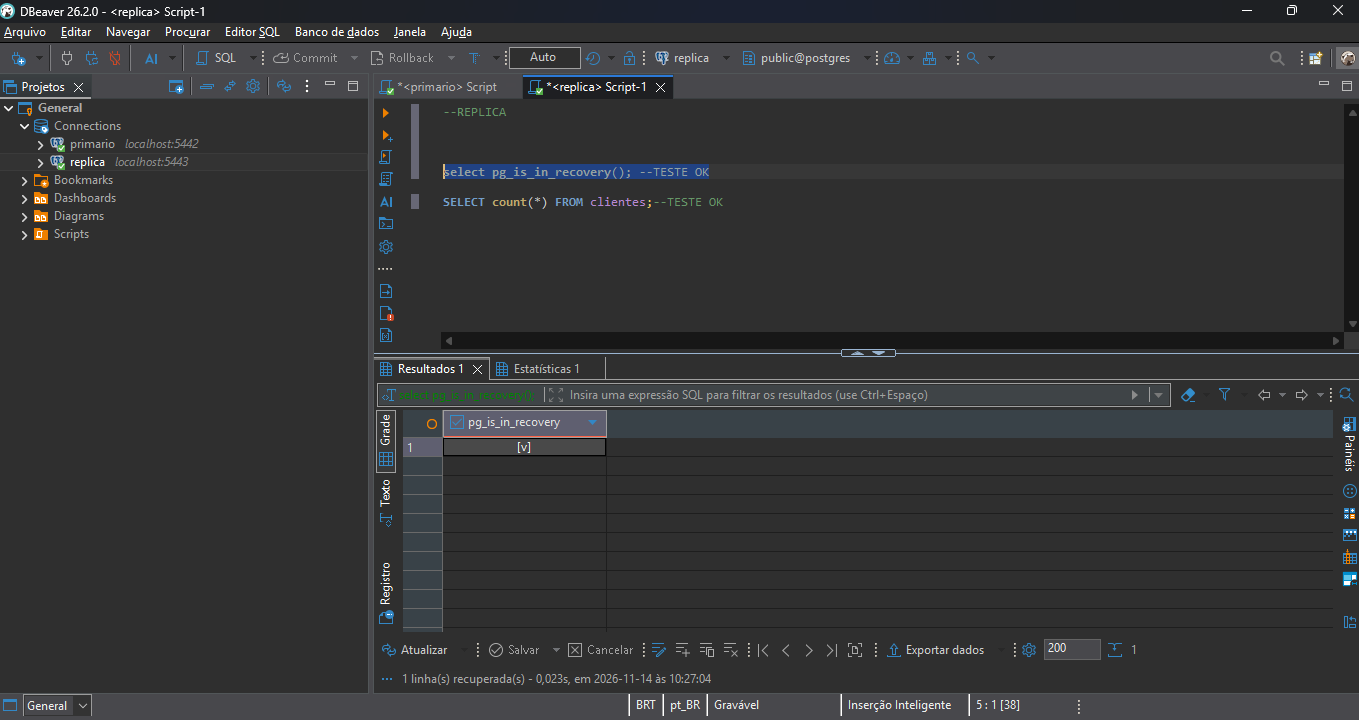 DBeaver 26.2.0 - <replica> Script-1
Arquivo Editar Navegar Procurar Editor SQL Banco de dados Janela Ajuda
AI SQL Commit Rollback T Auto replica public@postgres
Projetos
General
Connections
primario localhost:5442
replica localhost:5443
Bookmarks
Dashboards
Diagrams
Scripts
*<primario> Script
*<replica> Script-1
--REPLICA
select pg_is_in_recovery(); --TESTE OK
AI
SELECT count(*) FROM clientes;--TESTE OK
Resultados 1
Estatísticas 1
select pg_is_in_recovery();
Insira uma expressão SQL para filtrar os resultados (use Ctrl+Espaço)
Grade
Texto
Registro
pg_is_in_recovery
1
[v]
Painéis
Atualizar
Salvar
Cancelar
Exportar dados
200
1
1 linha(s) recuperada(s) - 0,023s, em 2026-11-14 às 10:27:04
General
BRT
pt_BR
Gravável
Inserção Inteligente
5 : 1 [38]